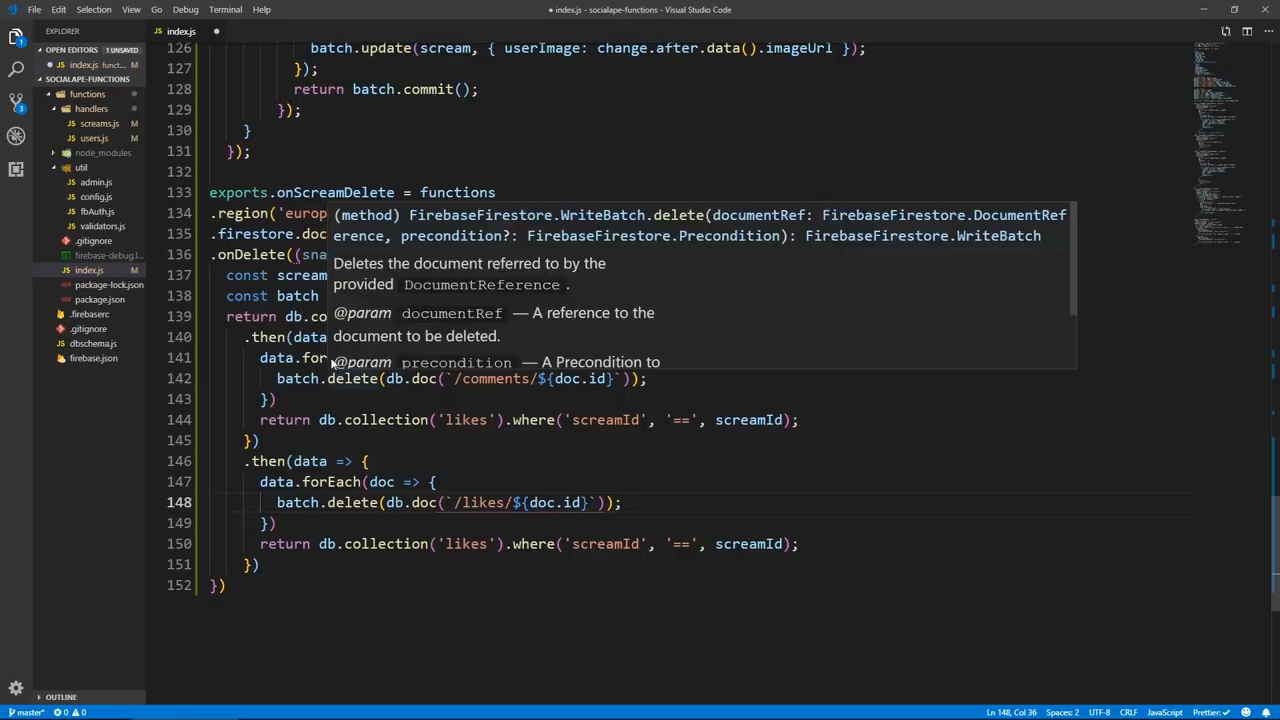 File Edit Selection View Go Debug Terminal Help
● index.js - socialape-functions - Visual Studio Code
EXPLORER
index.js
OPEN EDITORS 1 UNSAVED
index.js funct... M
SOCIALAPE-FUNCTIONS
functions
handlers
screams.js M
users.js M
node_modules
util
admin.js
config.js
fbAuth.js
validators.js
.gitignore
firebase-debug.l...
index.js M
package-lock.json
package.json
.firebaserc
.gitignore
dbschema.js
firebase.json
OUTLINE
126 batch.update(scream, { userImage: change.after.data().imageUrl });
127 });
128 return batch.commit();
129 });
130 }
131 });
132
133 exports.onScreamDelete = functions
134 .region('europ
135 .firestore.doc
136 .onDelete((sna
137 const scream
138 const batch
139 return db.co
140 .then(data
141 data.for
142 batch.delete(db.doc(`/comments/${doc.id}`));
143 })
144 return db.collection('likes').where('screamId', '==', screamId);
145 })
146 .then(data => {
147 data.forEach(doc => {
148 batch.delete(db.doc(`/likes/${doc.id}`));
149 })
150 return db.collection('likes').where('screamId', '==', screamId);
151 })
152 })
(method) FirebaseFirestore.WriteBatch.delete(documentRef: FirebaseFirestore.DocumentRef
ence, precondition?: FirebaseFirestore.Precondition): FirebaseFirestore.WriteBatch
Deletes the document referred to by the
provided DocumentReference.
@param documentRef — A reference to the
document to be deleted.
@param precondition — A Precondition to
master* 0 0 Ln 148, Col 36 Spaces: 2 UTF-8 CRLF JavaScript Prettier: ✓